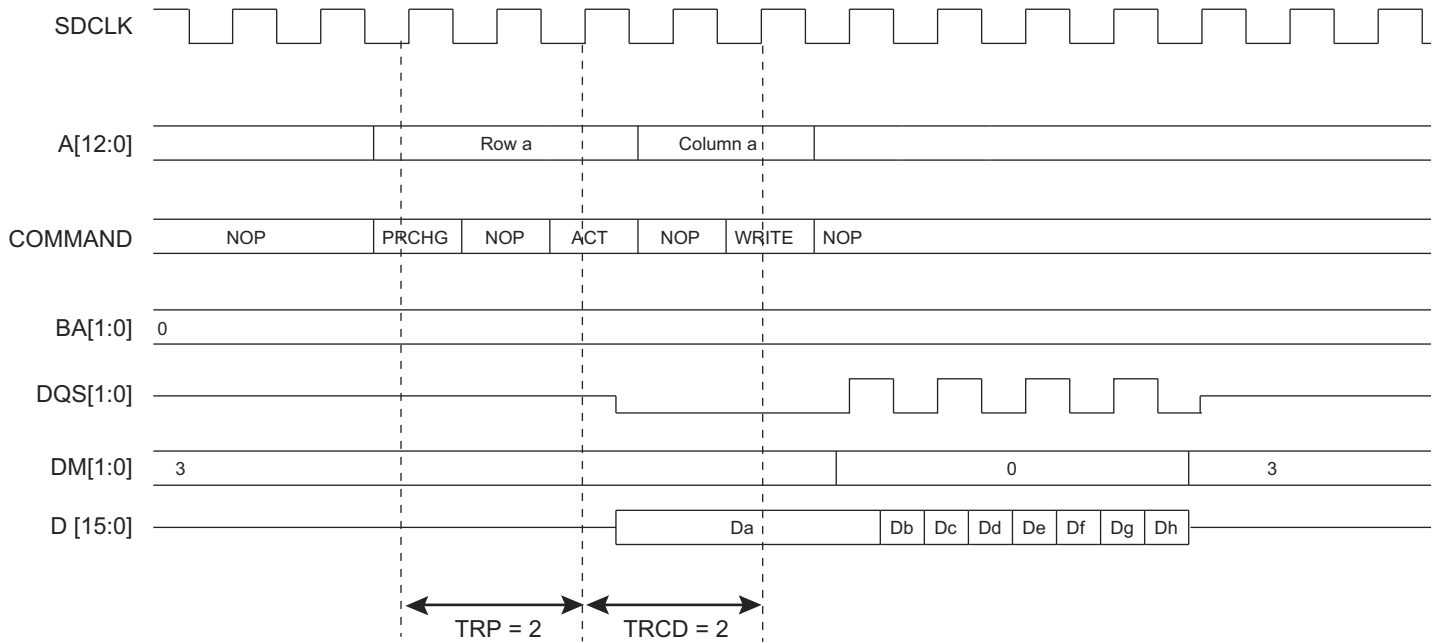 SDCLK
A[12:0] Row a Column a
COMMAND NOP PRCHG NOP ACT NOP WRITE NOP
BA[1:0] 0
DQS[1:0]
DM[1:0] 3 0 3
D [15:0] Da Db Dc Dd De Df Dg Dh
TRP = 2 TRCD = 2